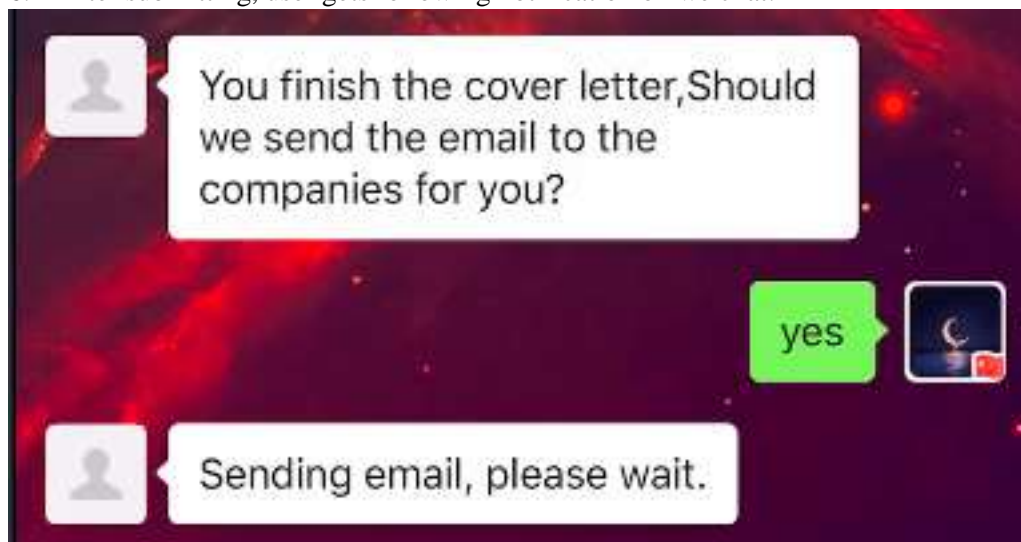 You finish the cover letter,Should
we send the email to the
companies for you?
yes
Sending email, please wait.